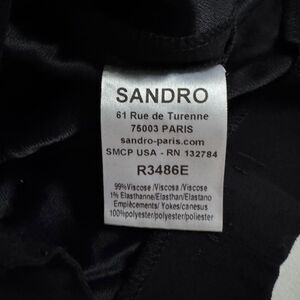 SANDRO
61 Rue de Turenne
75003 PARIS
sandro-paris.com
SMCP USA - RN 132784
R3486E
99%Viscose /Viscosa /Viscose
1% Elasthanne/Elasthan/Elastano
Empiècements/ Yokes/canesus
100%polyester/polyester/poliester